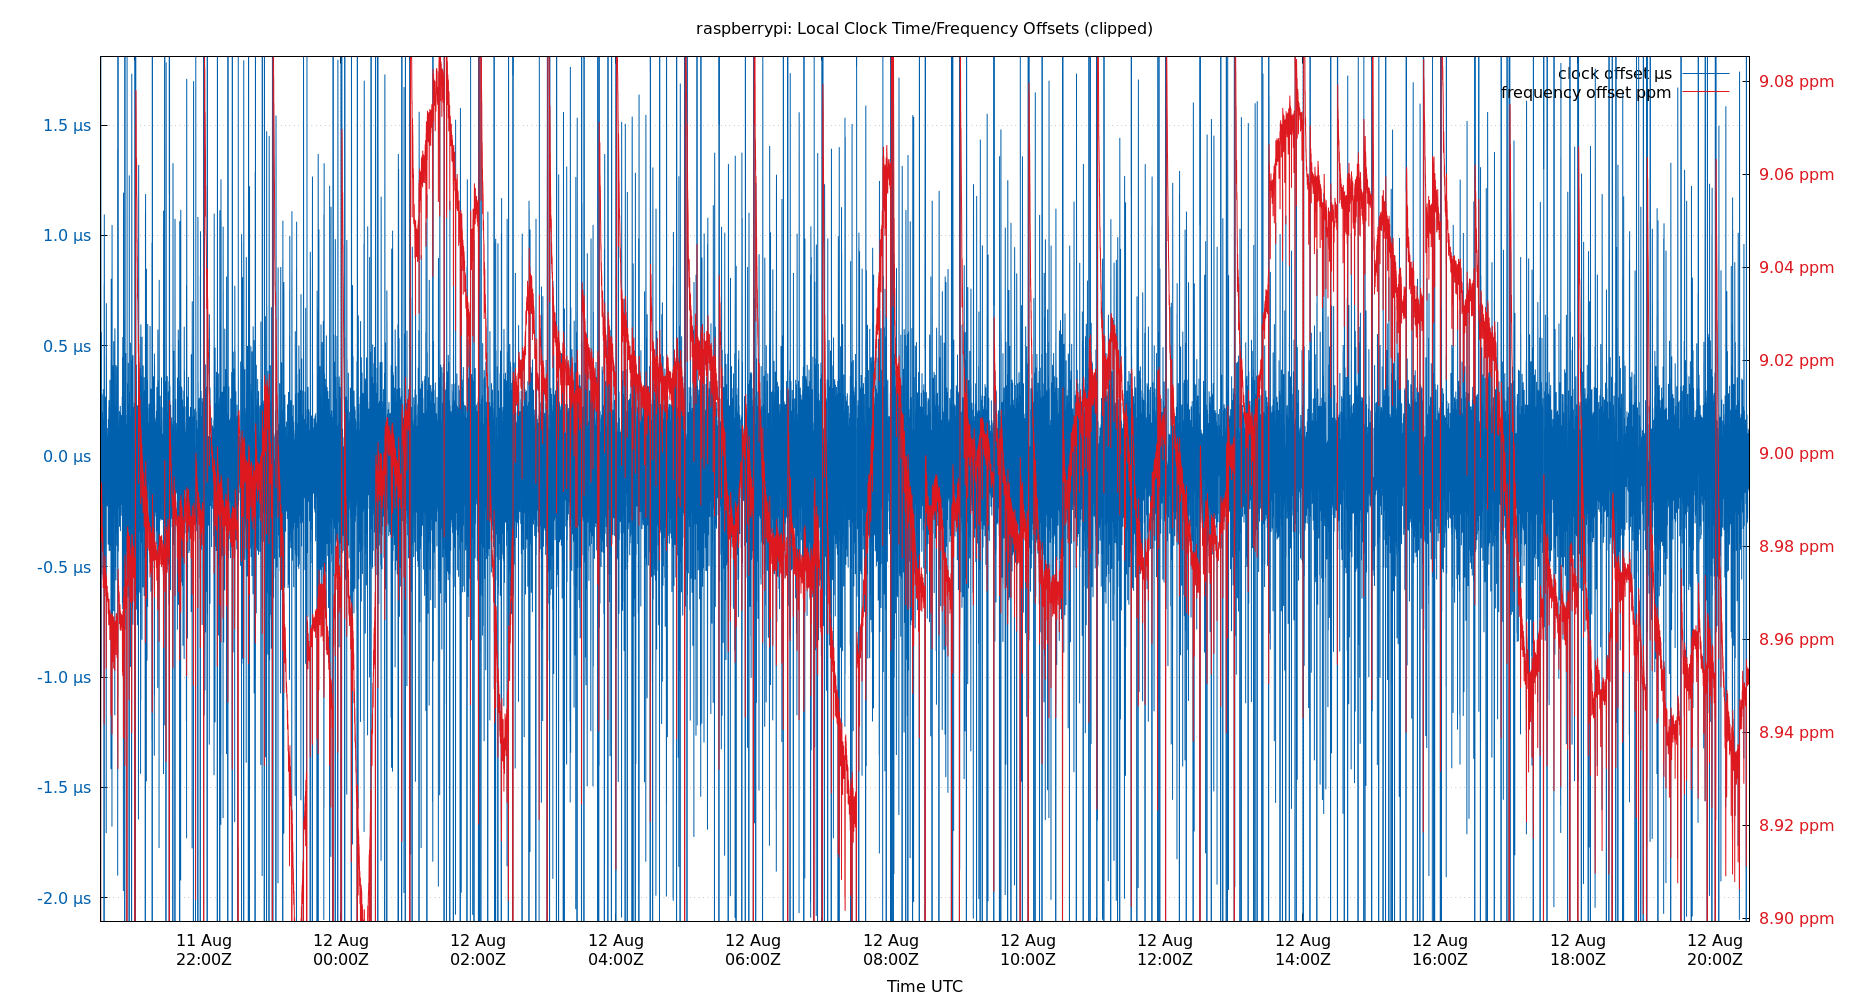 raspberrypi: Local Clock Time/Frequency Offsets (clipped)
clock offset µs
frequency offset ppm
1.5 µs
1.0 µs
0.5 µs
0.0 µs
-0.5 µs
-1.0 µs
-1.5 µs
-2.0 µs
9.08 ppm
9.06 ppm
9.04 ppm
9.02 ppm
9.00 ppm
8.98 ppm
8.96 ppm
8.94 ppm
8.92 ppm
8.90 ppm
11 Aug 12 Aug 12 Aug 12 Aug 12 Aug 12 Aug 12 Aug 12 Aug 12 Aug 12 Aug 12 Aug 12 Aug
22:00Z 00:00Z 02:00Z 04:00Z 06:00Z 08:00Z 10:00Z 12:00Z 14:00Z 16:00Z 18:00Z 20:00Z
Time UTC